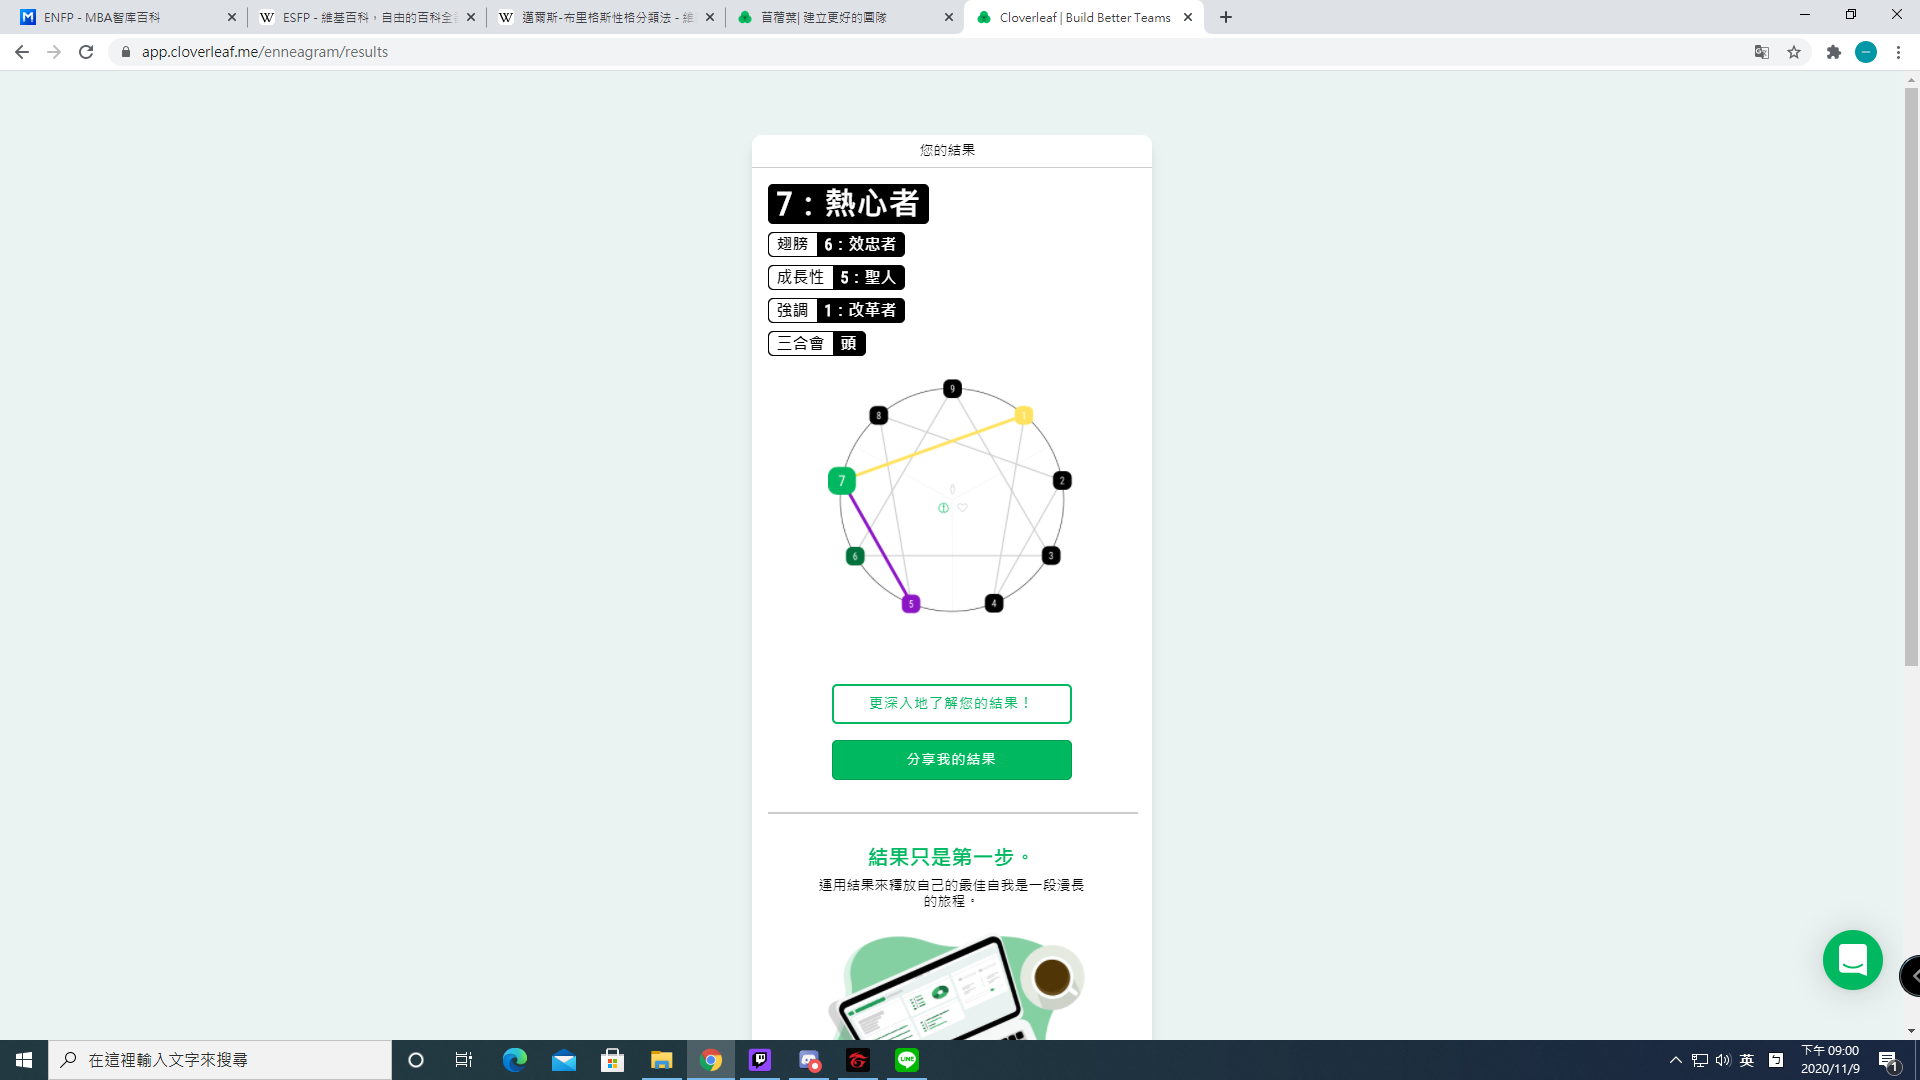 ENFP - MBA智库百科
ESFP - 維基百科，自由的百科全
邁爾斯-布里格斯性格分類法 - 維
苜蓿葉| 建立更好的團隊
Cloverleaf | Build Better Teams
app.cloverleaf.me/enneagram/results
您的結果
7：熱心者
翅膀 6：效忠者
成長性 5：聖人
強調 1：改革者
三合會 頭
9
8 1
7 2
6 3
5 4
更深入地了解您的結果！
分享我的結果
結果只是第一步。
運用結果來釋放自己的最佳自我是一段漫長
的旅程。
在這裡輸入文字來搜尋
LINE
英
下午 09:00
2020/11/9
1